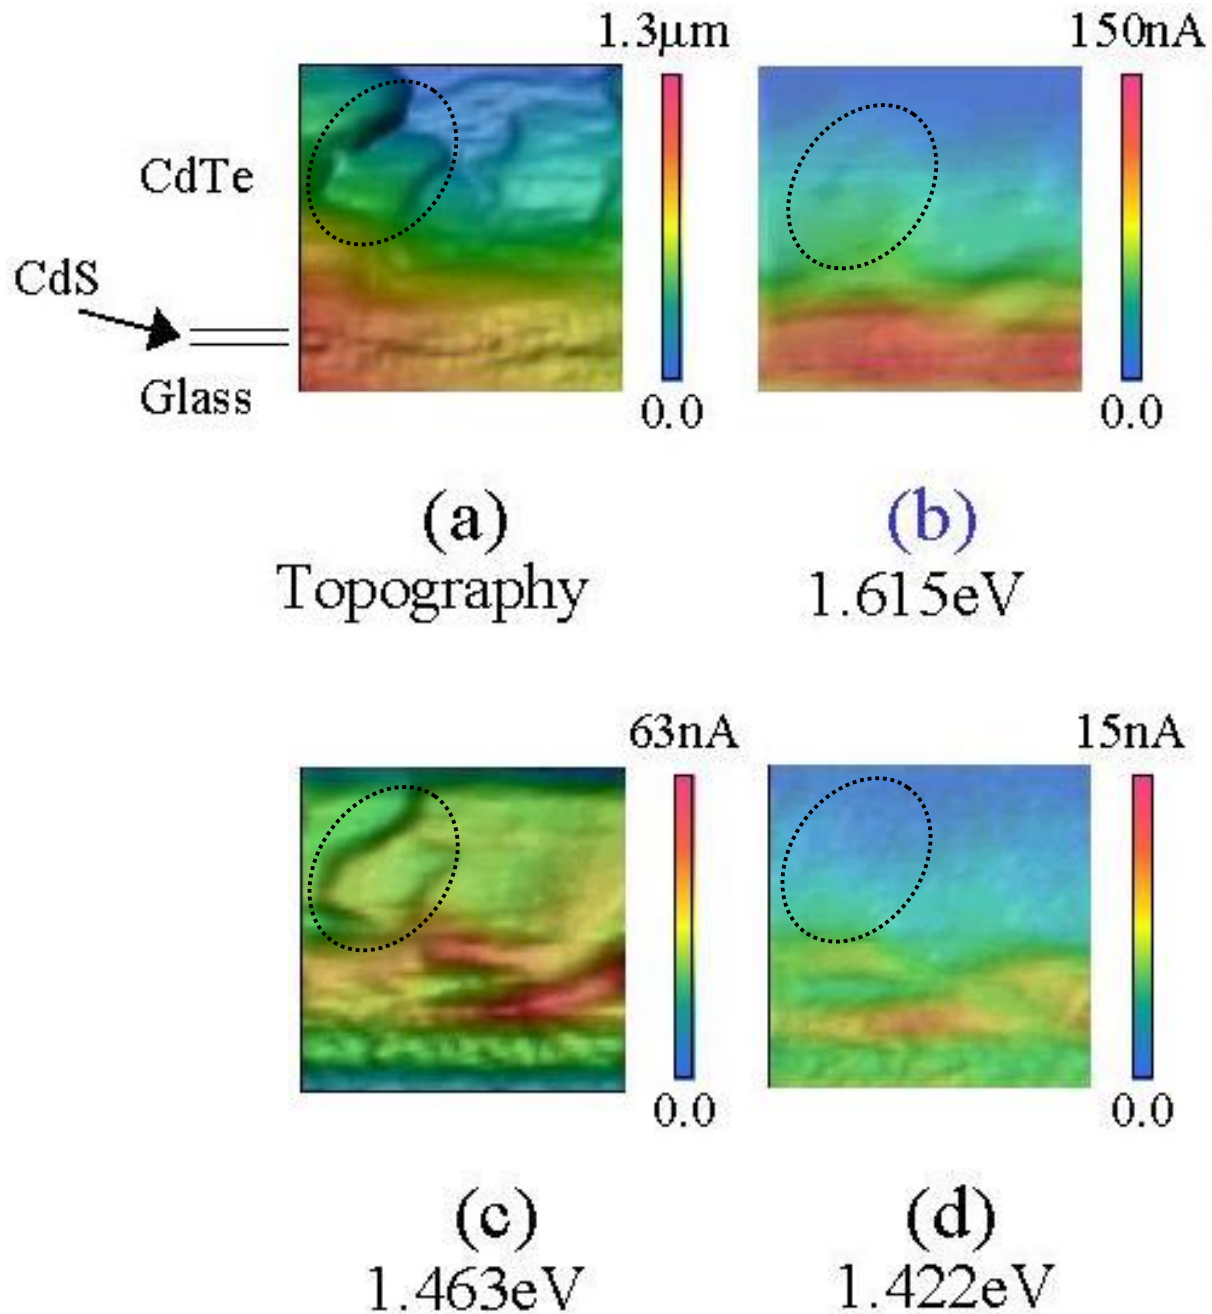 1.3μm
150nA
CdTe
CdS
Glass
0.0
0.0
(a)
Topography
(b)
1.615eV
63nA
15nA
0.0
0.0
(c)
1.463eV
(d)
1.422eV